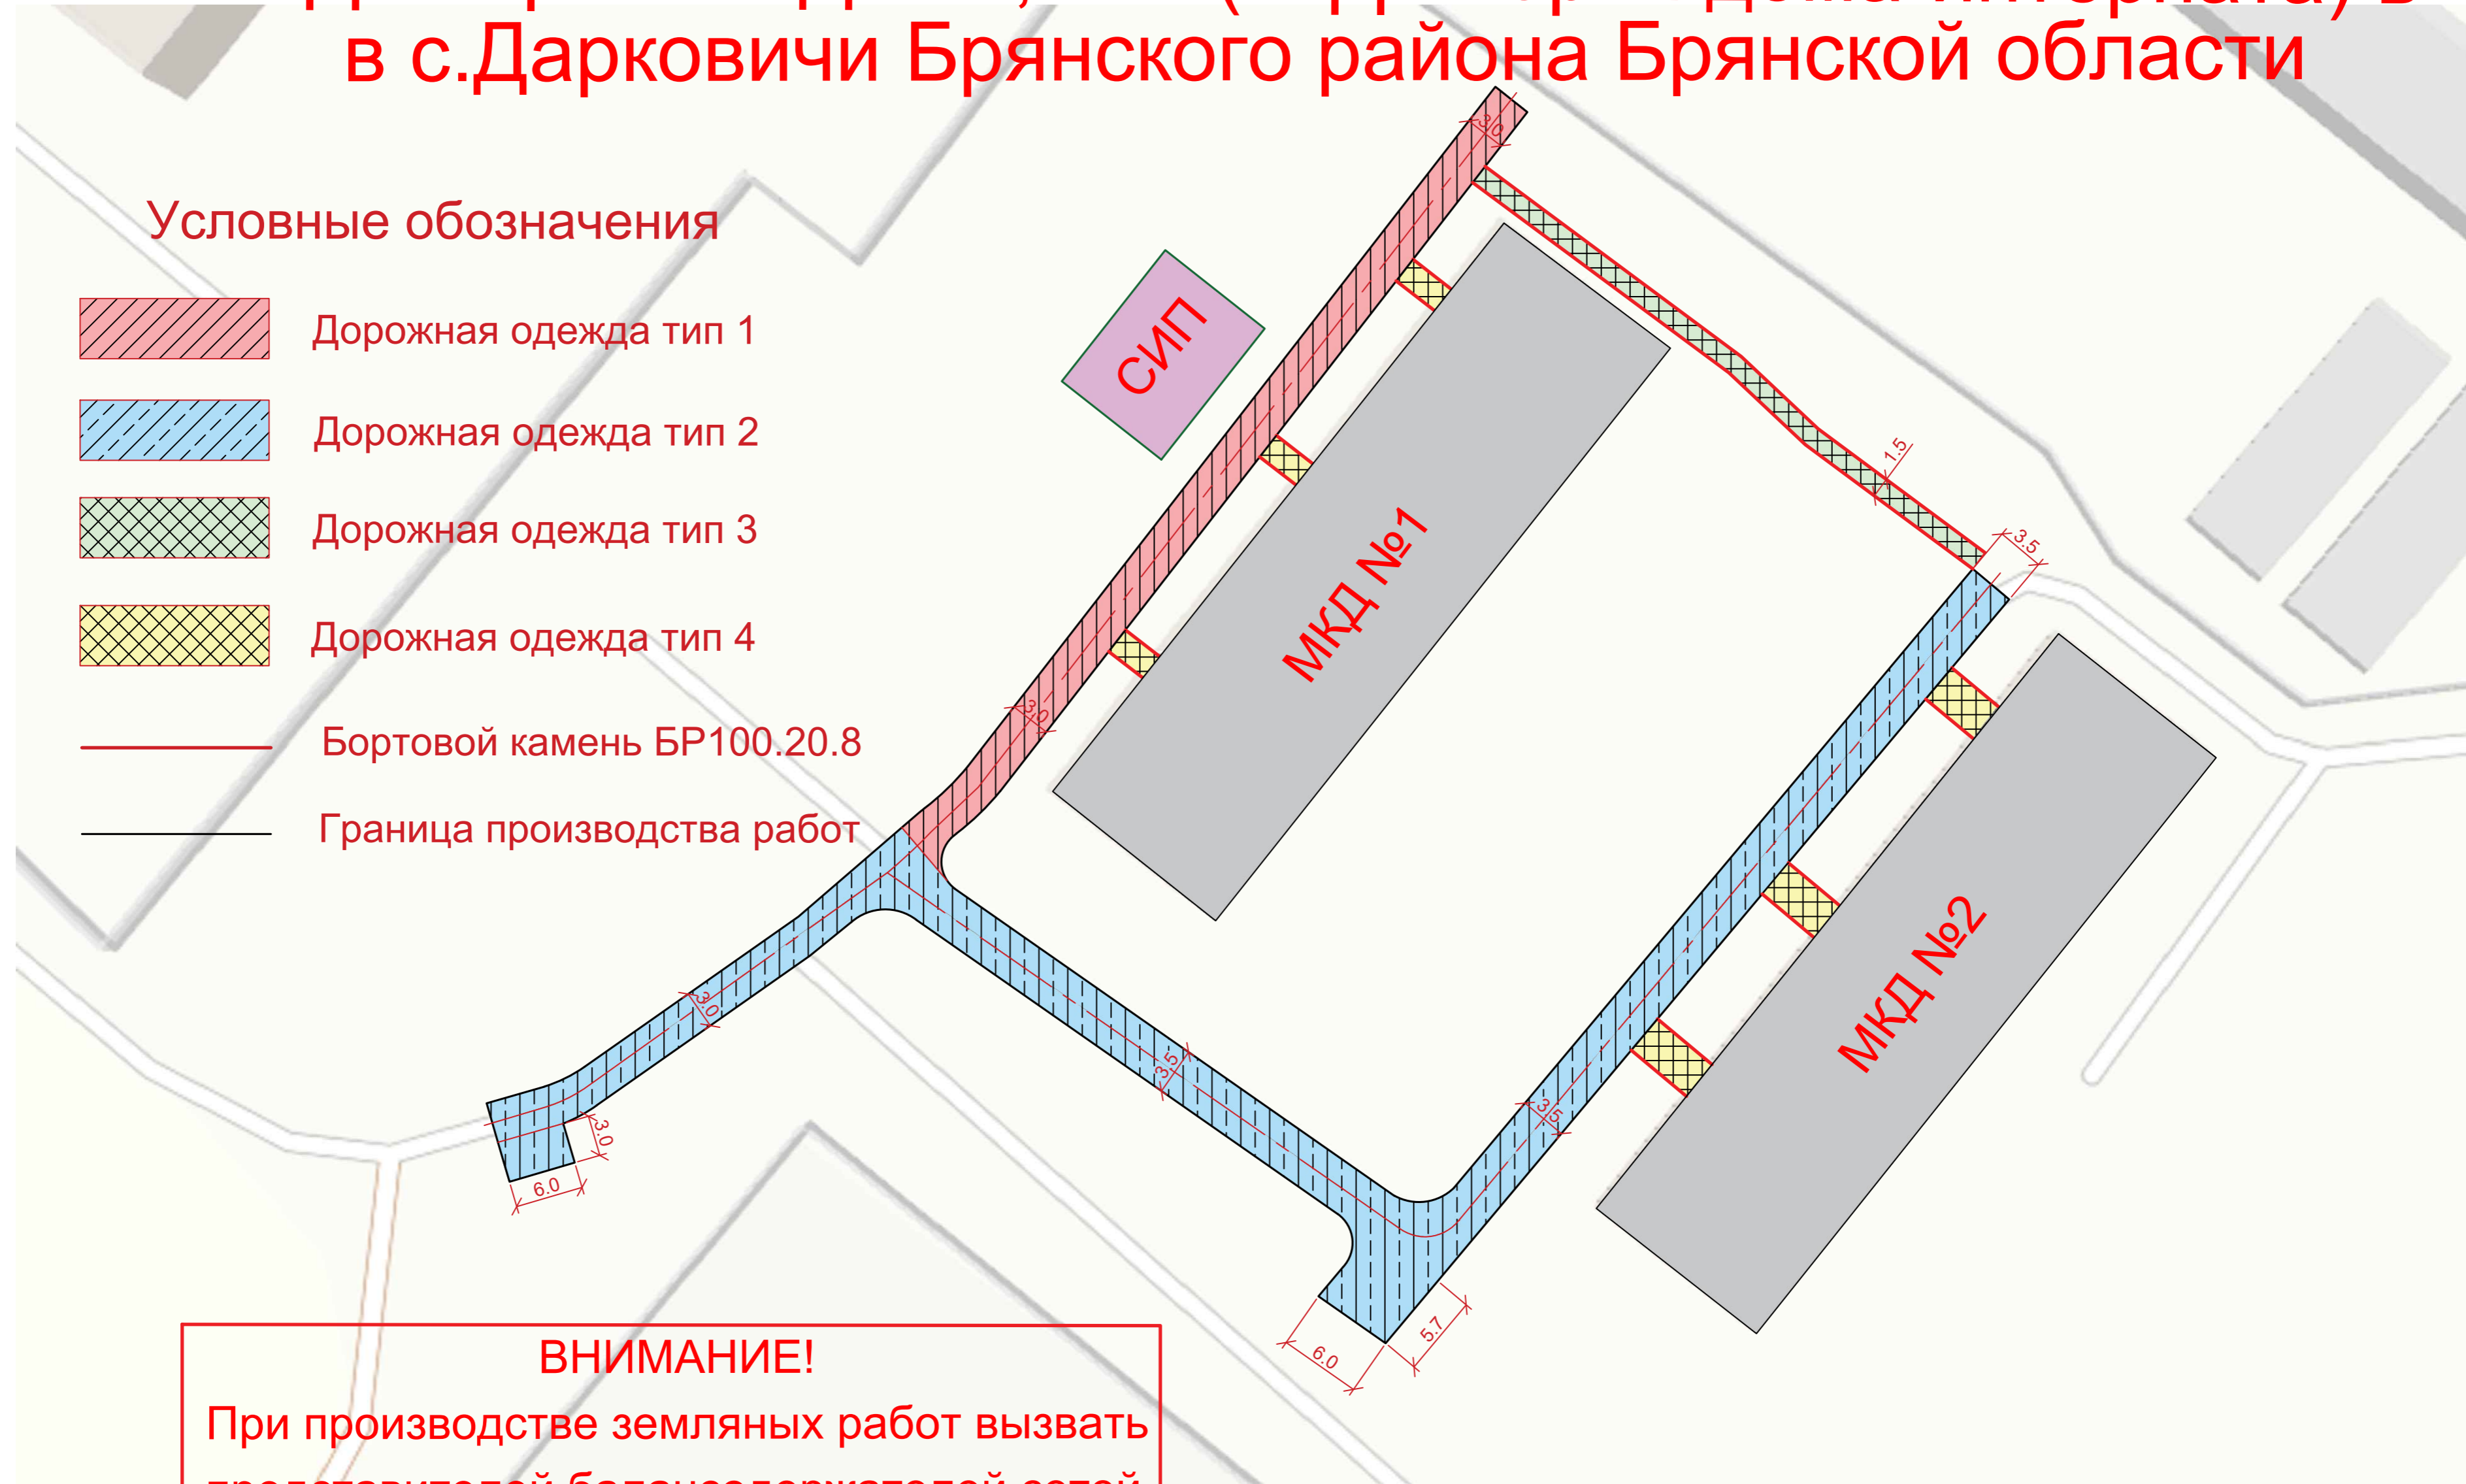 в с.Дарковичи Брянского района Брянской области
Условные обозначения
Дорожная одежда тип 1
Дорожная одежда тип 2
Дорожная одежда тип 3
Дорожная одежда тип 4
Бортовой камень БР100.20.8
Граница производства работ
СИП
МКД №1
МКД №2
3.0
1.5
3.5
3.0
3.0
3.5
3.5
3.0
6.0
6.0
5.7
ВНИМАНИЕ!
При производстве земляных работ вызвать
представителей балансодержателей сетей